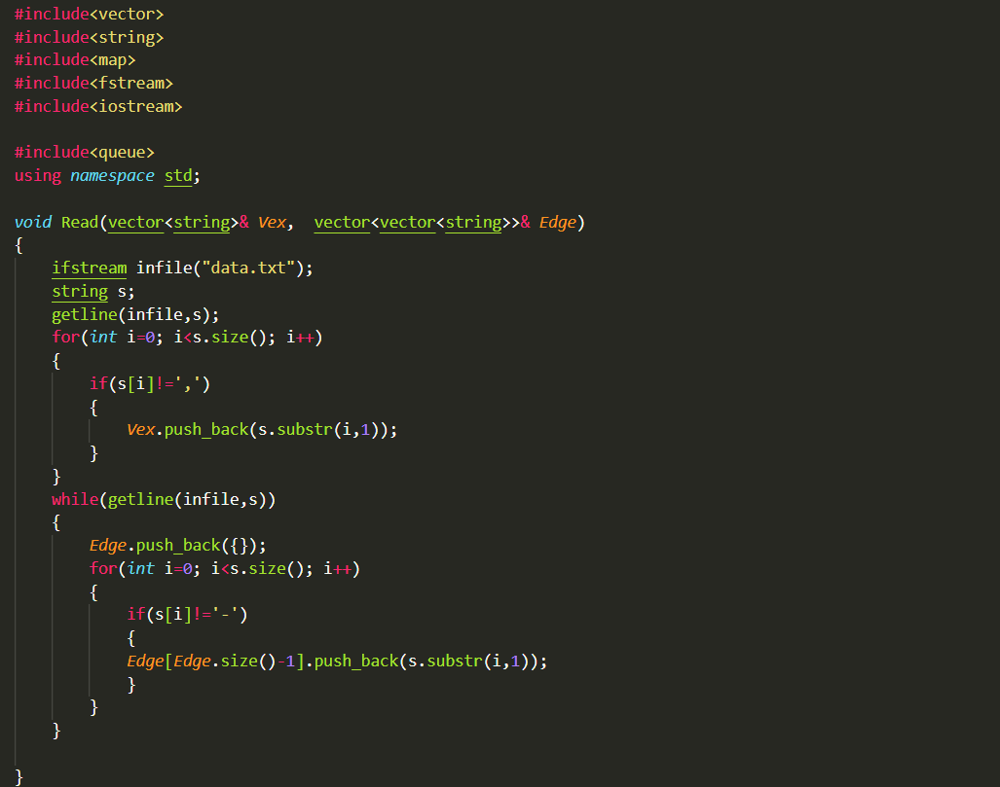 #include<vector>
#include<string>
#include<map>
#include<fstream>
#include<iostream>
#include<queue>
using namespace std;
void Read(vector<string>& Vex,  vector<vector<string>>& Edge)
{
    ifstream infile("data.txt");
    string s;
    getline(infile,s);
    for(int i=0; i<s.size(); i++)
    {
        if(s[i]!=',')
        {
            Vex.push_back(s.substr(i,1));
        }
    }
    while(getline(infile,s))
    {
        Edge.push_back({});
        for(int i=0; i<s.size(); i++)
        {
            if(s[i]!='-')
            {
            Edge[Edge.size()-1].push_back(s.substr(i,1));
            }
        }
    }
}